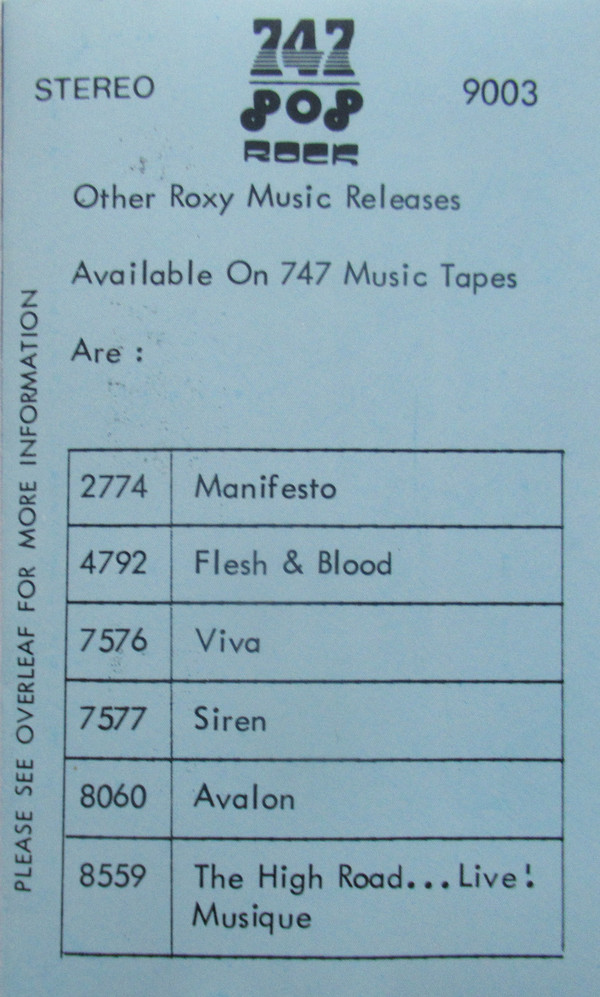 747
POP
ROCK
STEREO
9003
Other Roxy Music Releases
Available On 747 Music Tapes
Are :
2774 Manifesto
4792 Flesh & Blood
7576 Viva
7577 Siren
8060 Avalon
8559 The High Road... Live!
Musique
PLEASE SEE OVERLEAF FOR MORE INFORMATION